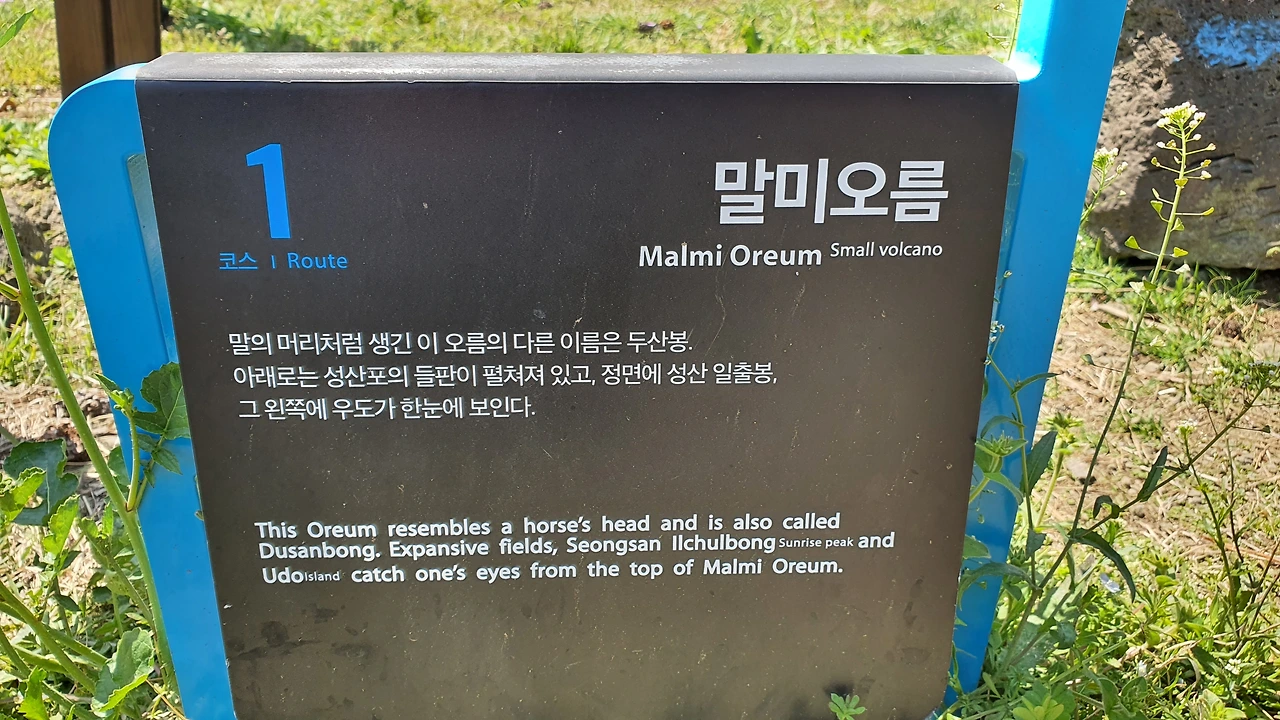 1
코스 | Route
말미오름
Malmi Oreum Small volcano
말의 머리처럼 생긴 이 오름의 다른 이름은 두산봉.
아래로는 성산포의 들판이 펼쳐져 있고, 정면에 성산 일출봉,
그 왼쪽에 우도가 한눈에 보인다.
This Oreum resembles a horse's head and is also called
Dusanbong. Expansive fields, Seongsan Ilchulbong Sunrise peak and
Udo Island catch one's eyes from the top of Malmi Oreum.